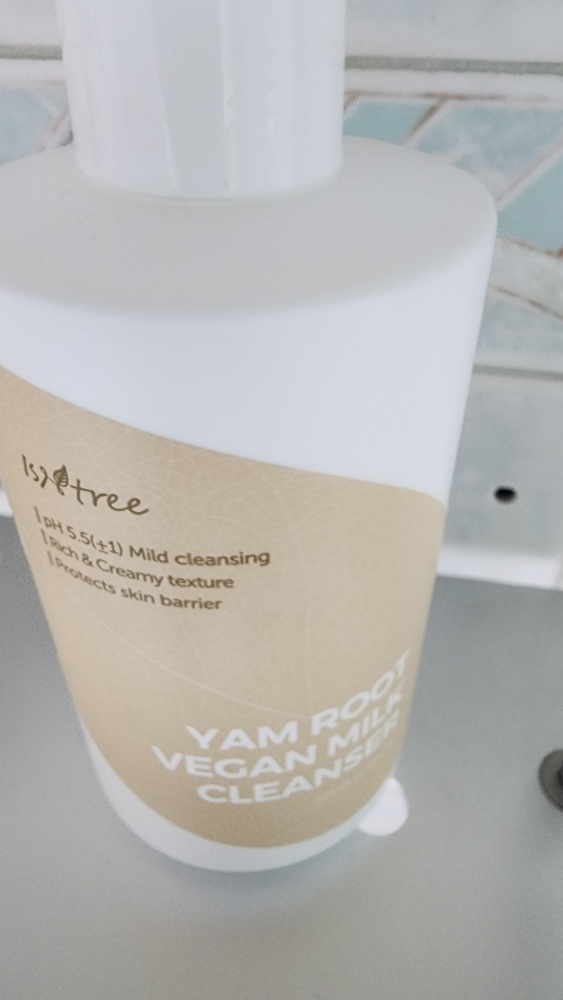 Isntree
pH 5.5(±1) Mild cleansing
Rich & Creamy texture
Protects skin barrier
YAM ROOT
VEGAN MILK
CLEANSER